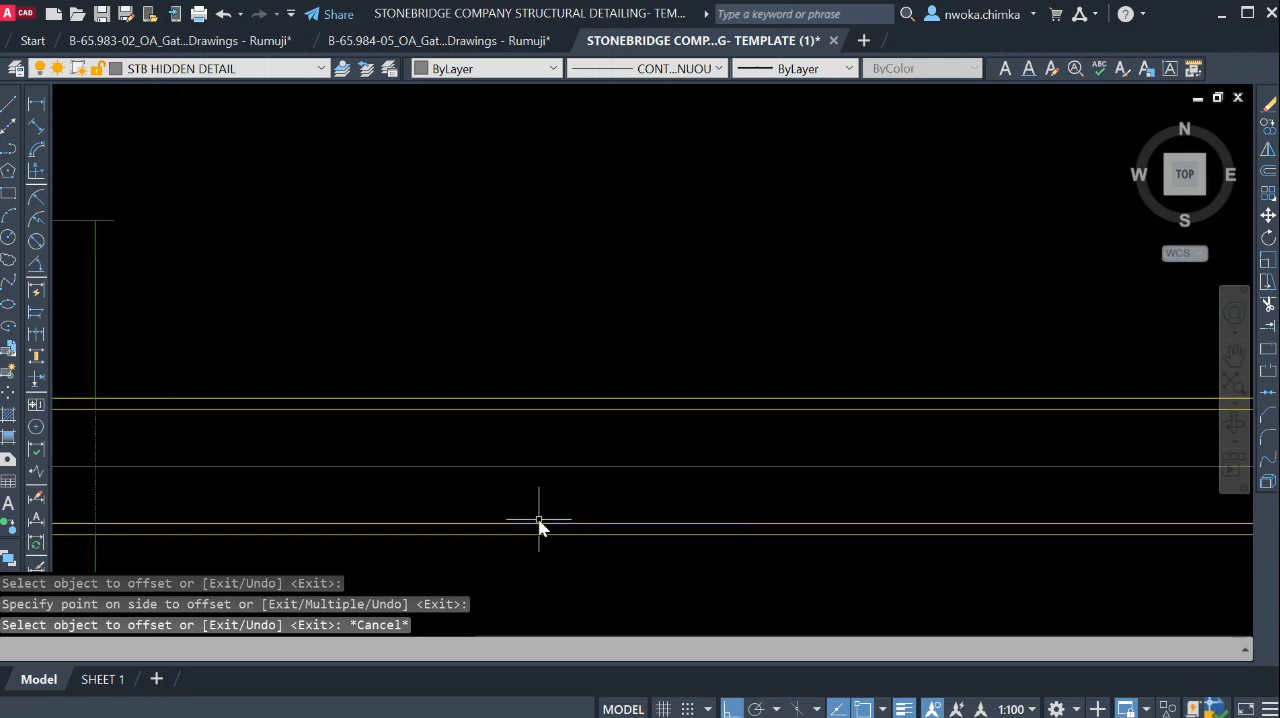 CAD
Share
STONEBRIDGE COMPANY STRUCTURAL DETAILING- TEM...
Type a keyword or phrase
nwoka.chimka
Start
B-65.983-02_OA_Gat...Drawings - Rumuji*
B-65.984-05_OA_Gat...Drawings - Rumuji*
STONEBRIDGE COMP...G- TEMPLATE (1)*
STB HIDDEN DETAIL
ByLayer
CONT...NUOU
ByLayer
ByColor
N
W
TOP
E
S
WCS
Select object to offset or [Exit/Undo] <Exit>:
Specify point on side to offset or [Exit/Multiple/Undo] <Exit>:
Select object to offset or [Exit/Undo] <Exit>: *Cancel*
Model
SHEET 1
MODEL
1:100